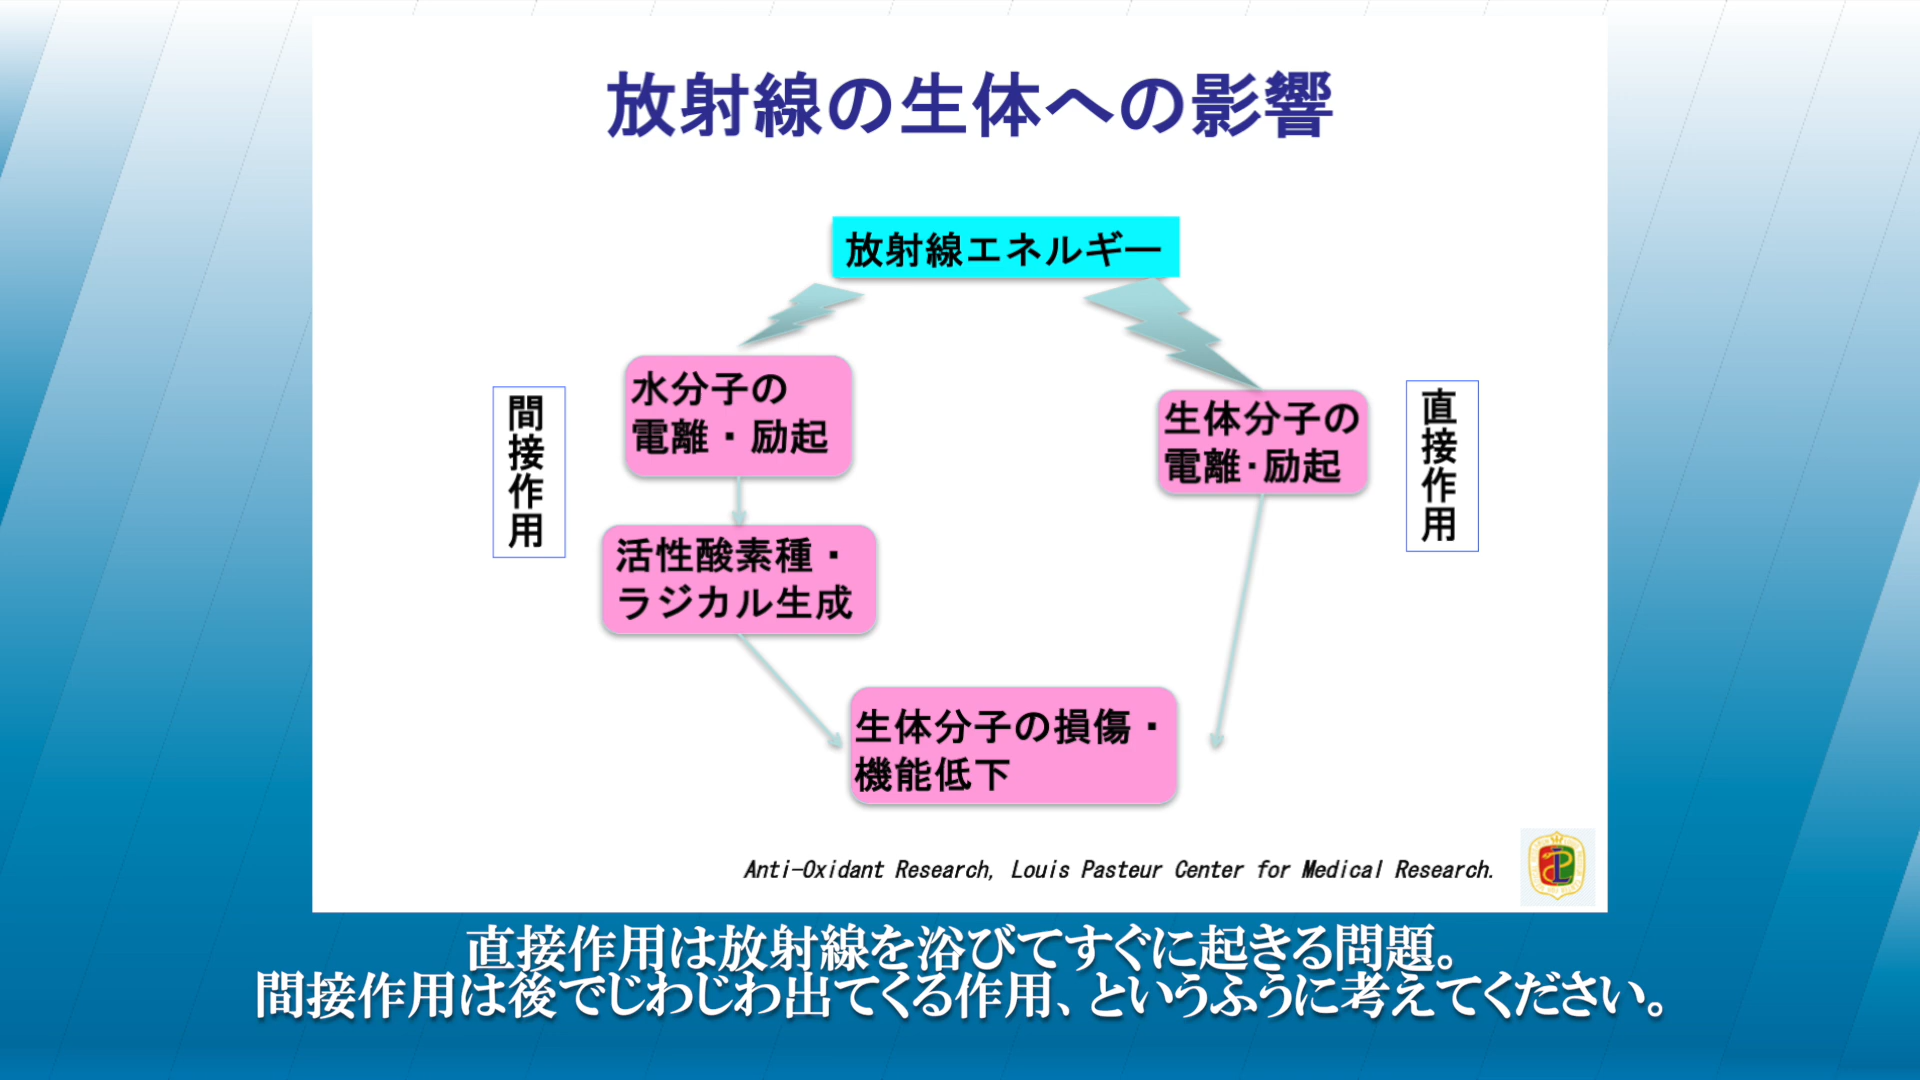 放射線の生体への影響
放射線エネルギー
間接作用
水分子の
電離・励起
生体分子の
電離・励起
直接作用
活性酸素種・
ラジカル生成
生体分子の損傷・
機能低下
Anti-Oxidant Research, Louis Pasteur Center for Medical Research.
直接作用は放射線を浴びてすぐに起きる問題。
間接作用は後でじわじわ出てくる作用、というふうに考えてください。